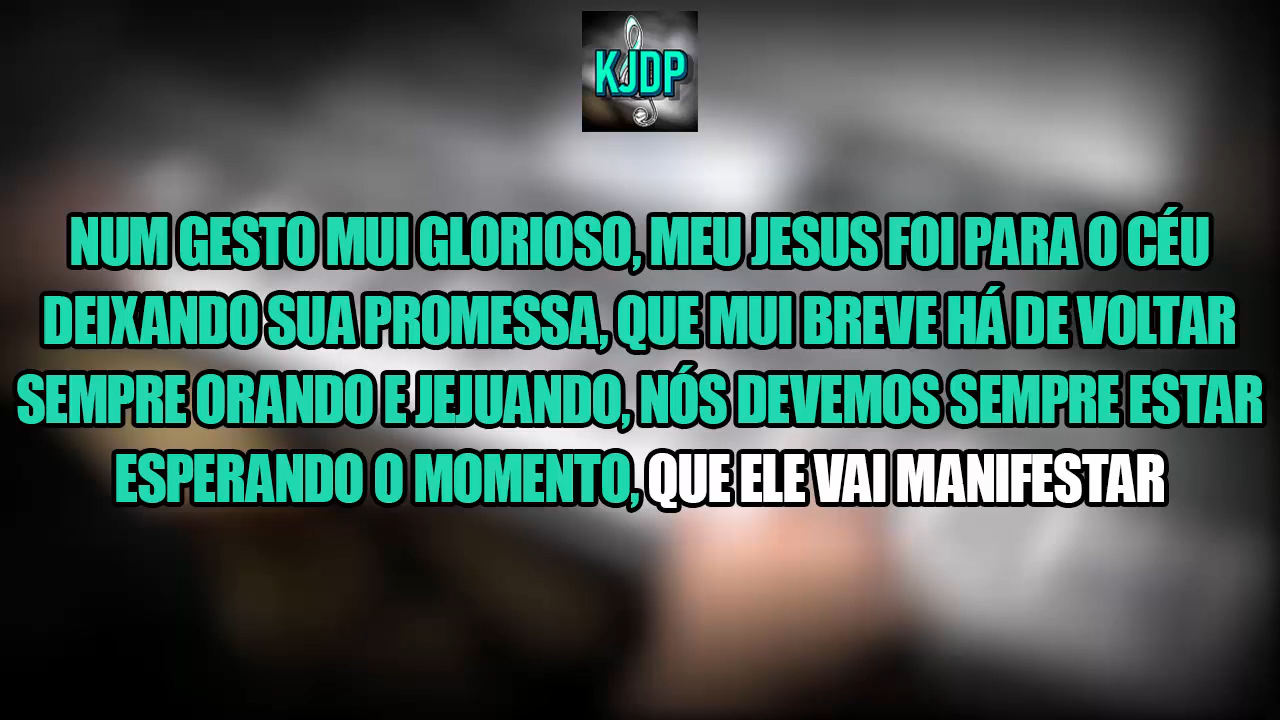 KJDP
NUM GESTO MUI GLORIOSO, MEU JESUS FOI PARA O CÉU
DEIXANDO SUA PROMESSA, QUE MUI BREVE HÁ DE VOLTAR
SEMPRE ORANDO E JEJUANDO, NÓS DEVEMOS SEMPRE ESTAR
ESPERANDO O MOMENTO, QUE ELE VAI MANIFESTAR